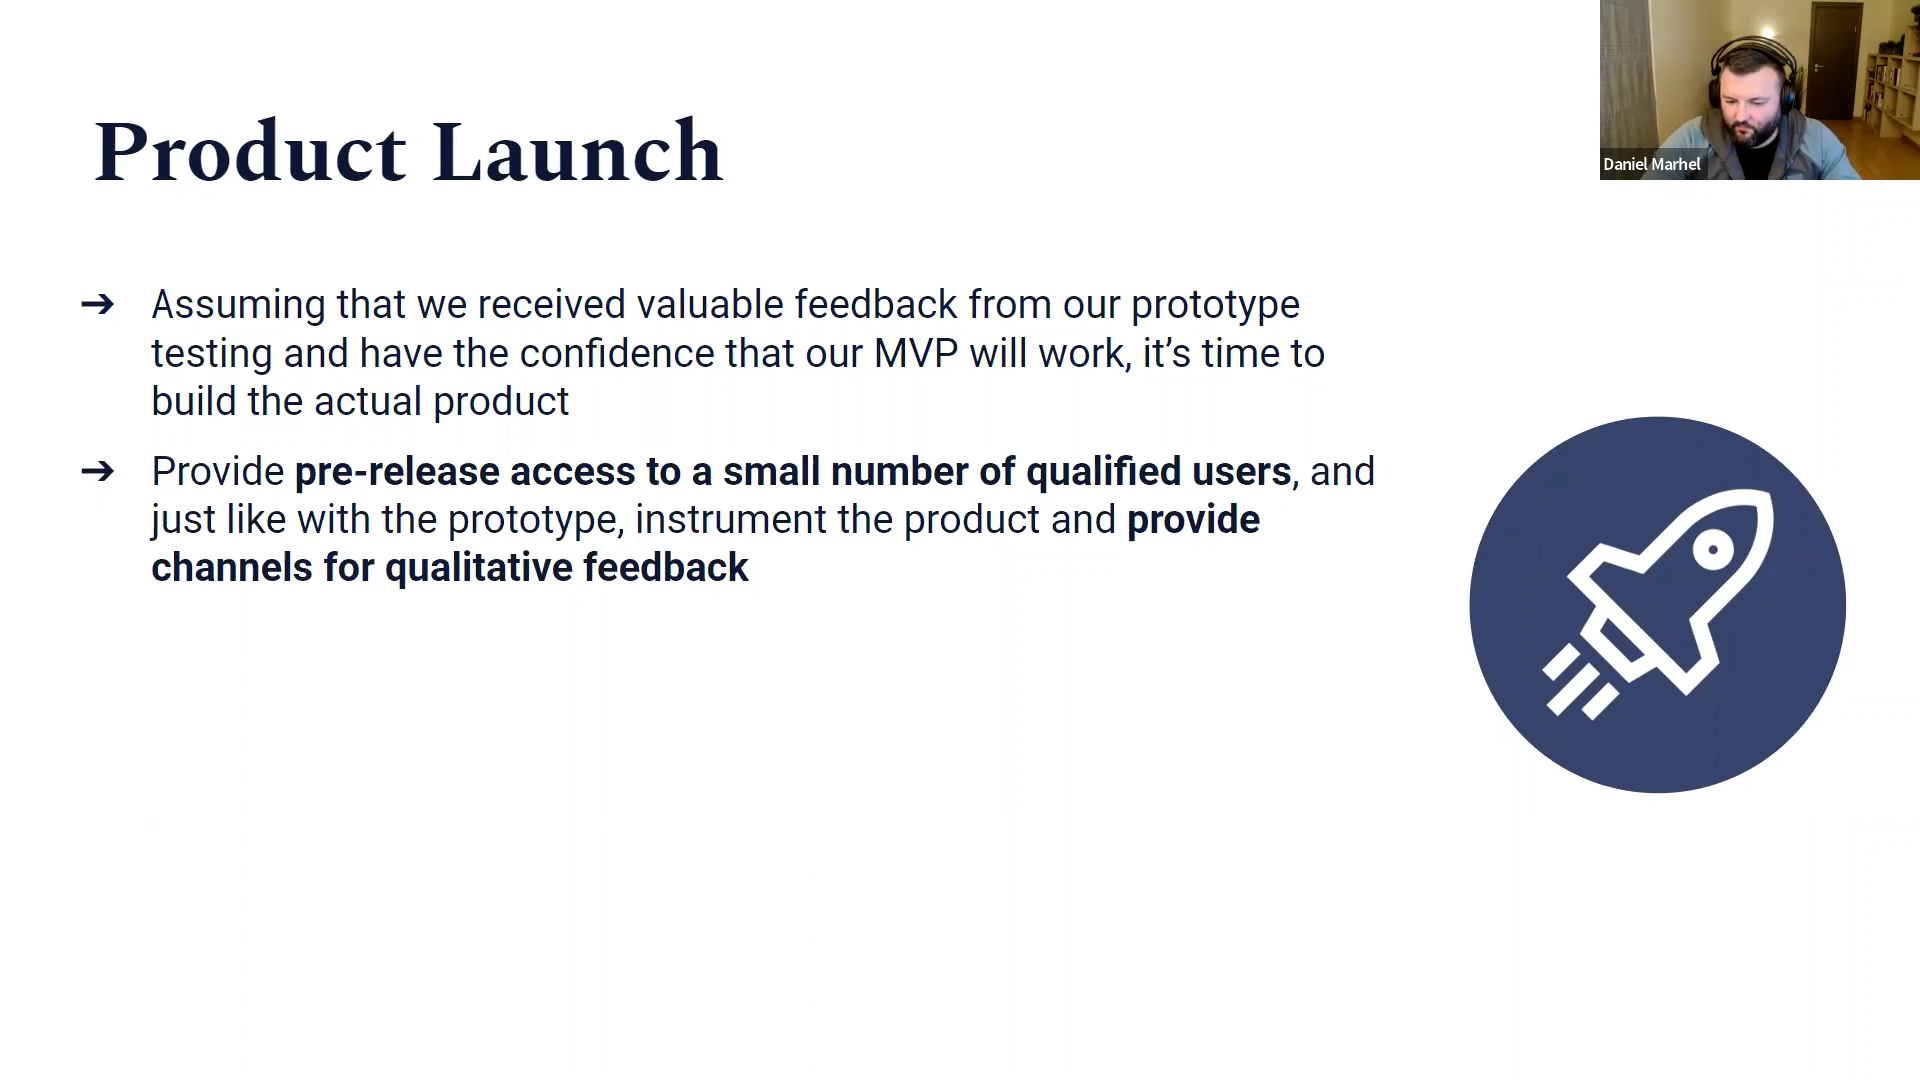 Product Launch
Daniel Marhel
➔ Assuming that we received valuable feedback from our prototype
testing and have the confidence that our MVP will work, it’s time to
build the actual product
➔ Provide pre-release access to a small number of qualified users, and
just like with the prototype, instrument the product and provide
channels for qualitative feedback